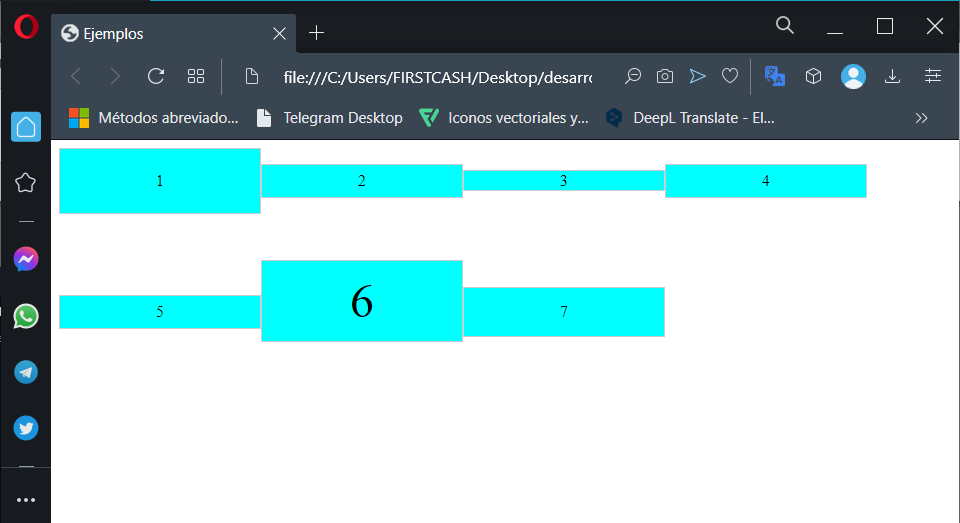 Ejemplos
file:///C:/Users/FIRSTCASH/Desktop/desarr
Métodos abreviado... Telegram Desktop Iconos vectoriales y... DeepL Translate - El...
1 2 3 4
5 6 7